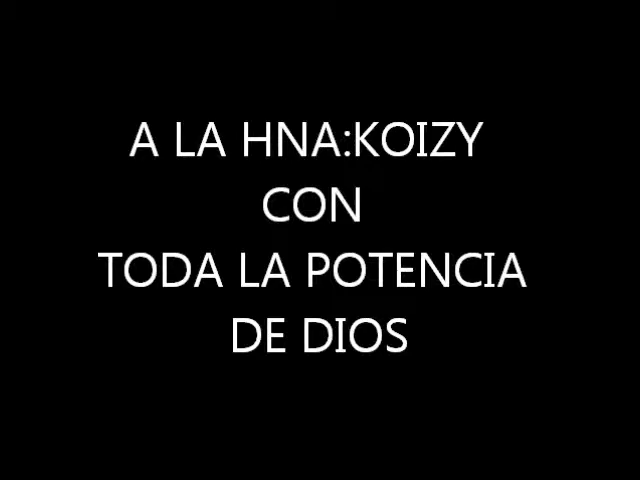 A LA HNA:KOIZY
CON
TODA LA POTENCIA
DE DIOS